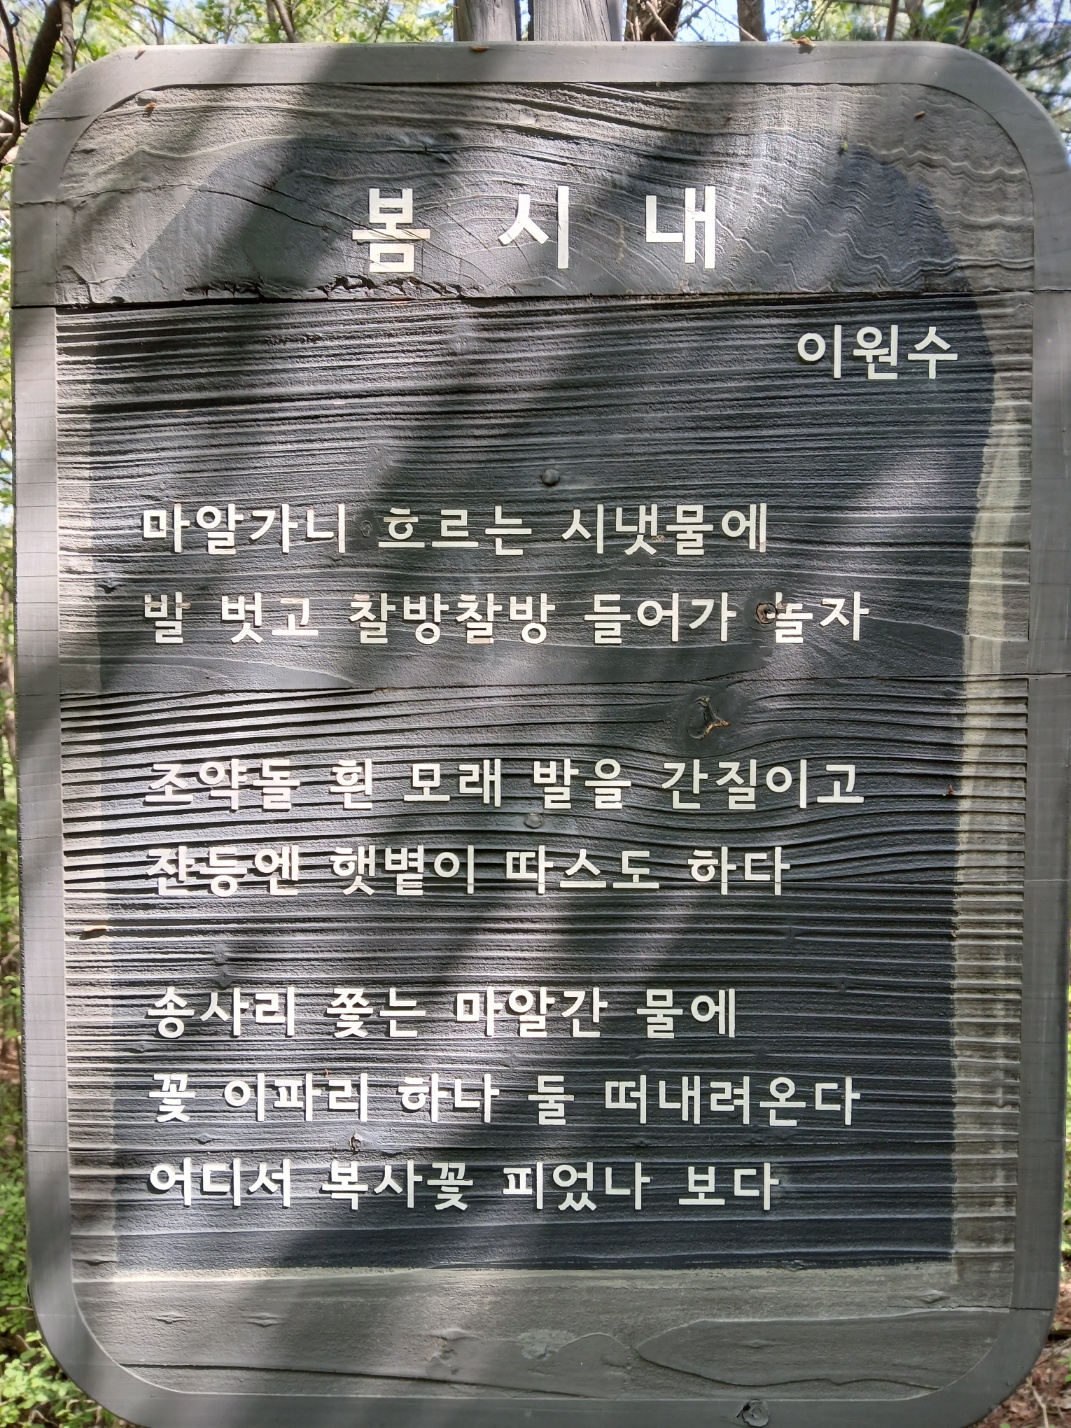 봄 시 내
이원수
마알가니 흐르는 시냇물에
발 벗고 찰방찰방 들어가 놀자
조약돌 흰 모래 발을 간질이고
잔등엔 햇볕이 따스도 하다
송사리 쫓는 마알간 물에
꽃 이파리 하나 둘 떠내려온다
어디서 복사꽃 피었나 보다